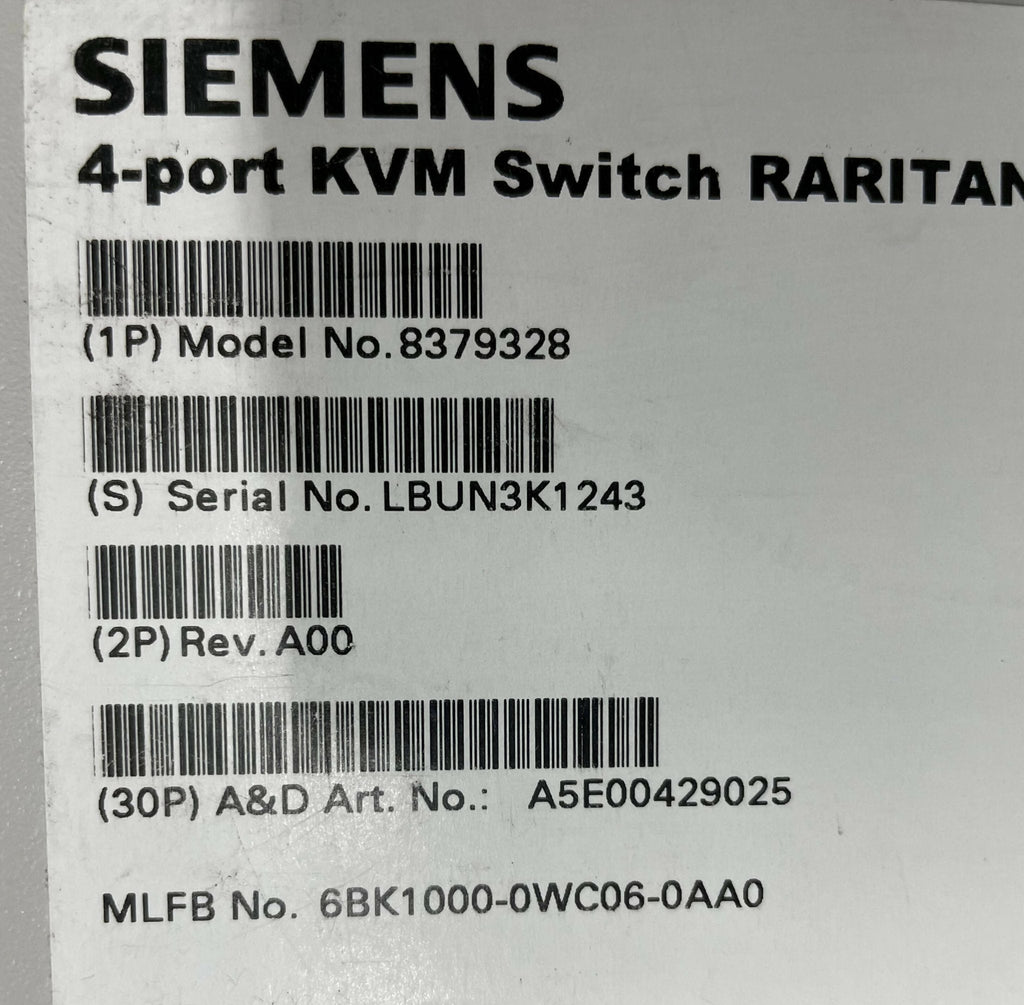 SIEMENS
4-port KVM Switch RARITAN
(1P) Model No. 8379328
(S) Serial No. LBUN3K1243
(2P) Rev. A00
(30P) A&D Art. No.: A5E00429025
MLFB No. 6BK1000-0WC06-0AA0